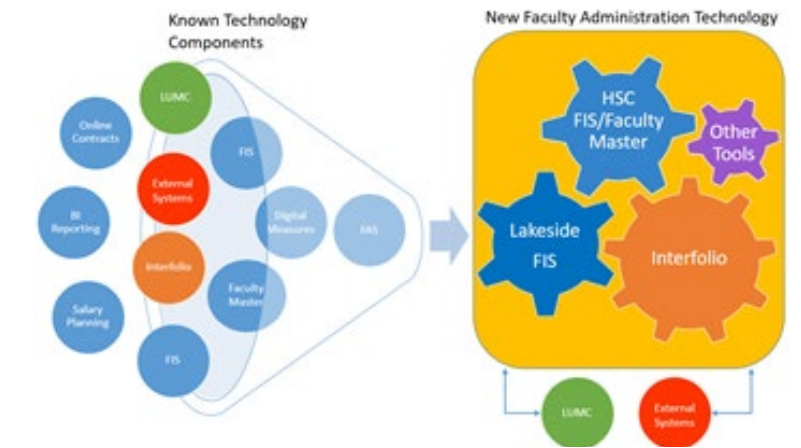 Known Technology
Components
LUMC
Online
Contracts
FIS
External
Systems
BI
Reporting
Digital
Measures
FAS
Interfolio
Faculty
Master
Salary
Planning
FIS
New Faculty Administration Technology
HSC
FIS/Faculty
Master
Other
Tools
Lakeside
FIS
Interfolio
LUMC
External
Systems